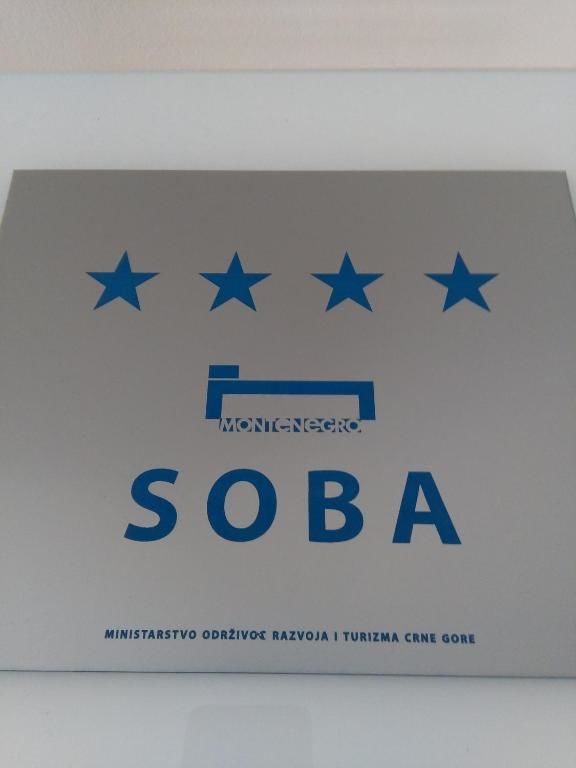 MONTENEGRO
SOBA
MINISTARSTVO ODRŽIVOG RAZVOJA I TURIZMA CRNE GORE